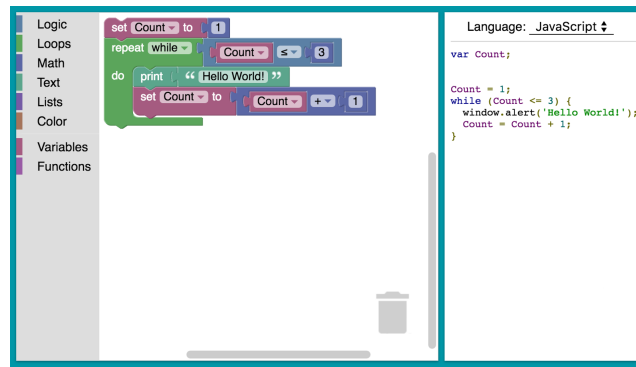 Logic
Loops
Math
Text
Lists
Color
Variables
Functions
set Count to 1
repeat while Count ≤ 3
do print “ Hello World! ”
set Count to Count + 1
Language: JavaScript
var Count;
Count = 1;
while (Count <= 3) {
window.alert('Hello World!');
Count = Count + 1;
}